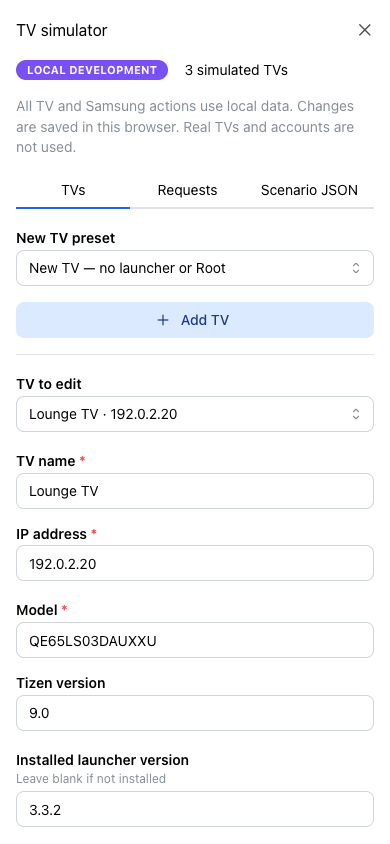 TV simulator
LOCAL DEVELOPMENT 3 simulated TVs
All TV and Samsung actions use local data. Changes
are saved in this browser. Real TVs and accounts are
not used.
TVs Requests Scenario JSON
New TV preset
New TV — no launcher or Root
+ Add TV
TV to edit
Lounge TV · 192.0.2.20
TV name *
Lounge TV
IP address *
192.0.2.20
Model *
QE65LS03DAUXXU
Tizen version
9.0
Installed launcher version
Leave blank if not installed
3.3.2